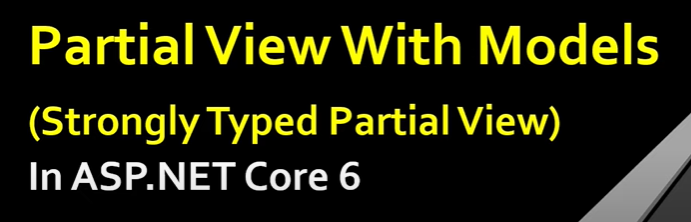 Partial View With Models
(Strongly Typed Partial View)
In ASP.NET Core 6